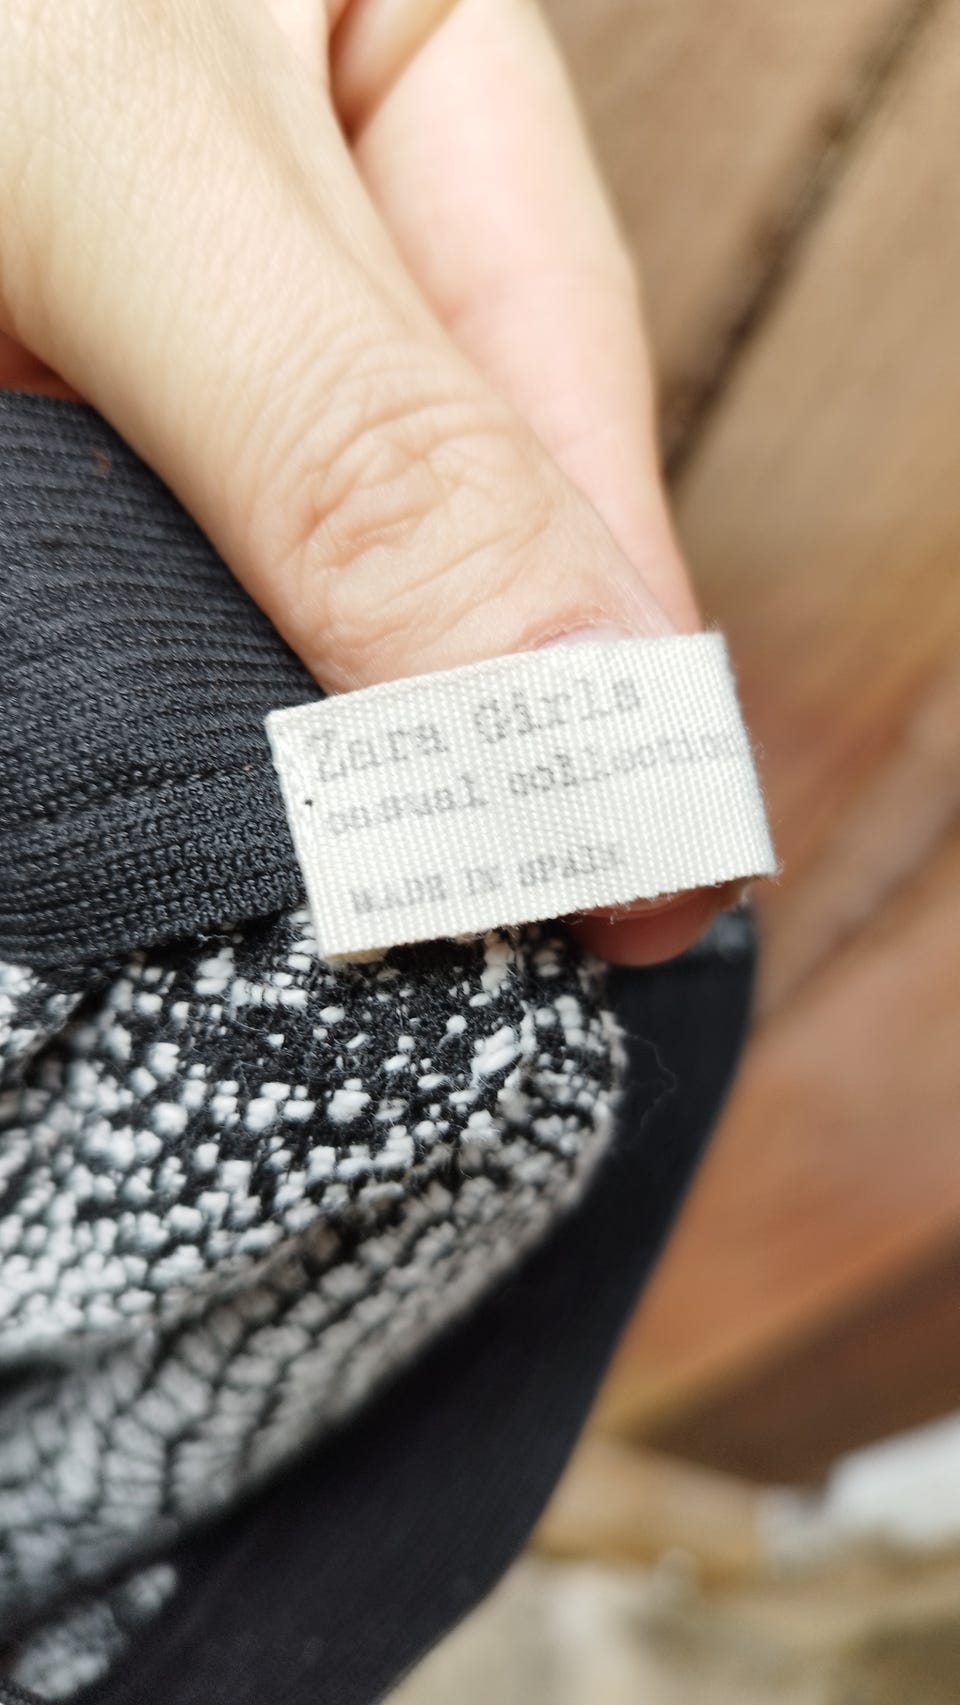 Zara Girls
casual collection
MADE IN SPAIN